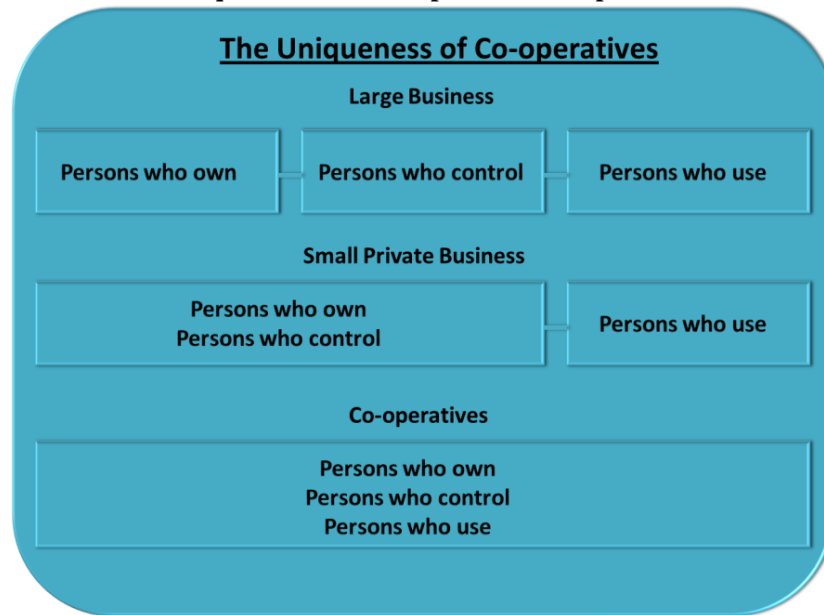 The Uniqueness of Co-operatives
Large Business
Persons who own
Persons who control
Persons who use
Small Private Business
Persons who own
Persons who control
Persons who use
Co-operatives
Persons who own
Persons who control
Persons who use